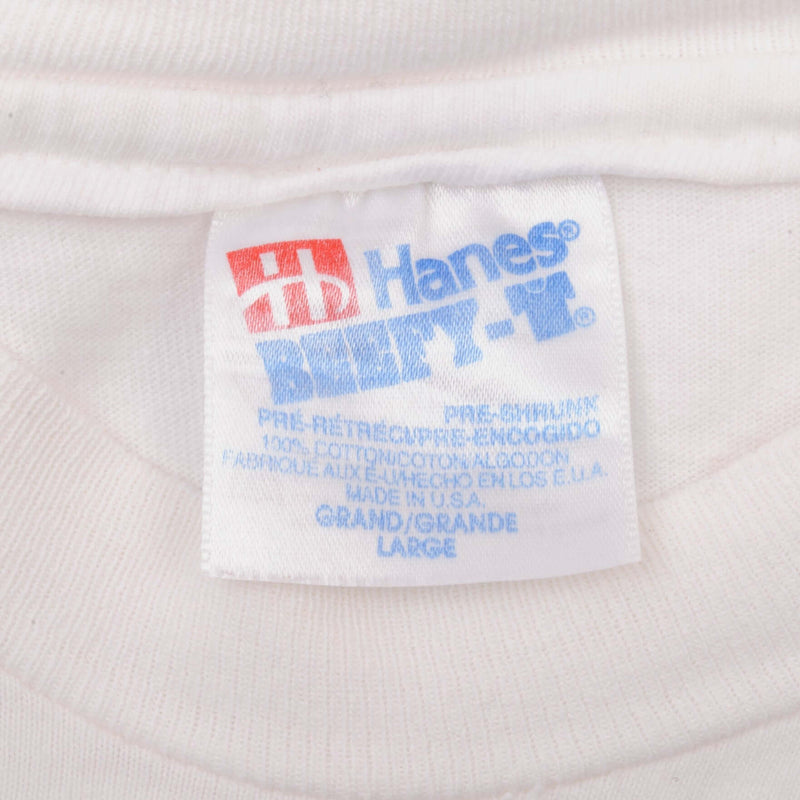 Hanes®
BEEFY-T®
PRE-SHRUNK
PRÉ-RÉTRÉCI/PRE-ENCOGIDO
100% COTTON/COTON/ALGODON
FABRIQUÉ AUX É-U/HECHO EN LOS E.U.A.
MADE IN U.S.A.
GRAND/GRANDE
LARGE